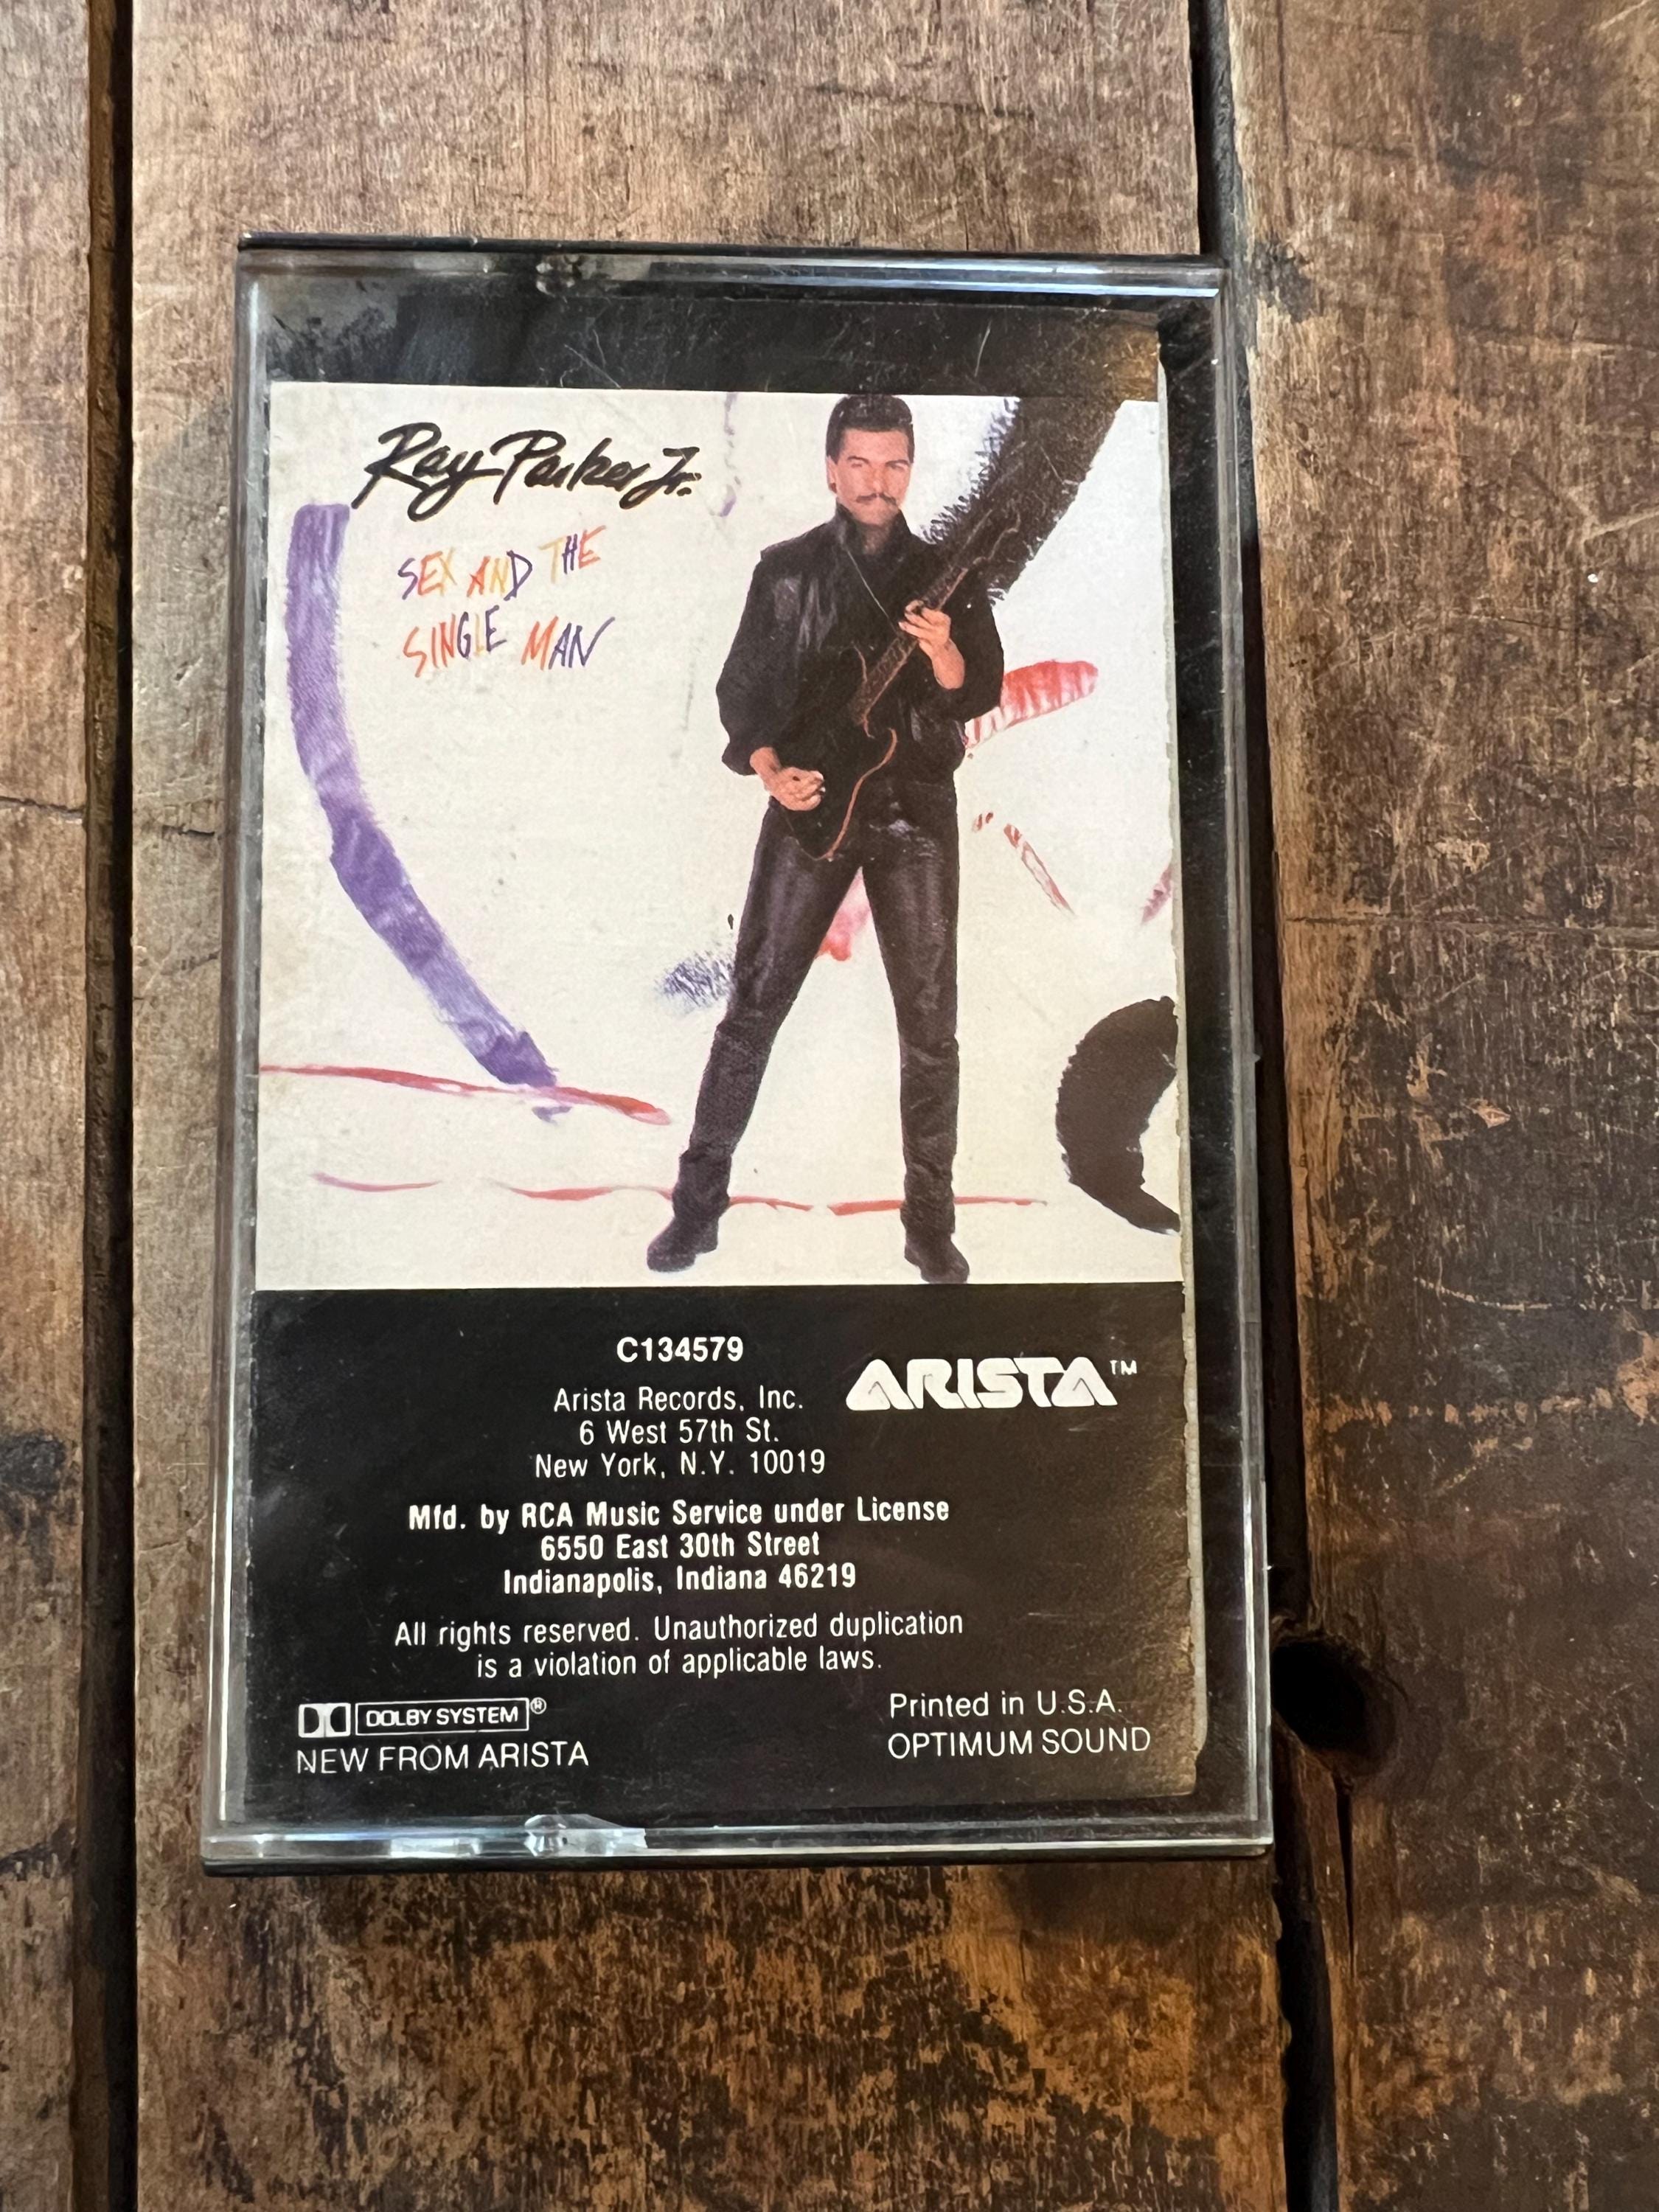 Ray Parker Jr.
SEX AND THE
SINGLE MAN
C134579
ARISTA™
Arista Records, Inc.
6 West 57th St.
New York, N.Y. 10019
Mfd. by RCA Music Service under License
6550 East 30th Street
Indianapolis, Indiana 46219
All rights reserved. Unauthorized duplication
is a violation of applicable laws.
DOLBY SYSTEM®
NEW FROM ARISTA
Printed in U.S.A.
OPTIMUM SOUND